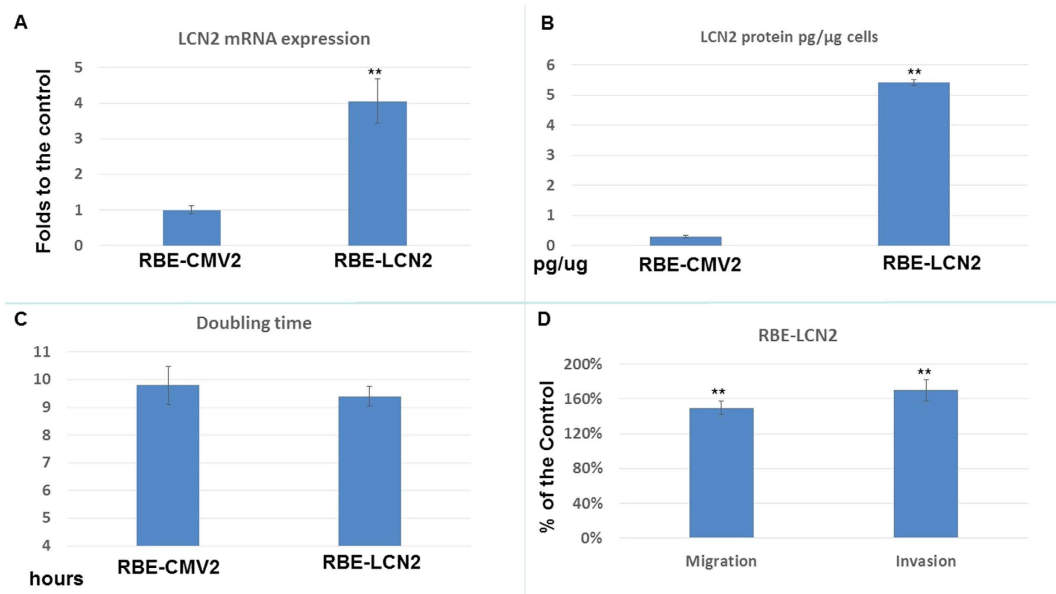 A
LCN2 mRNA expression
Folds to the control
5
4
3
2
1
0
**
RBE-CMV2
RBE-LCN2
B
LCN2 protein pg/µg cells
6
5
4
3
2
1
0
**
pg/ug
RBE-CMV2
RBE-LCN2
C
Doubling time
11
10
9
8
7
6
5
4
hours
RBE-CMV2
RBE-LCN2
D
RBE-LCN2
% of the Control
200%
160%
120%
80%
40%
0%
**
**
Migration
Invasion